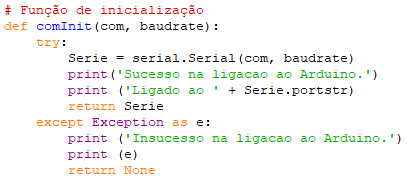 # Função de inicialização
def comInit(com, baudrate):
    try:
        Serie = serial.Serial(com, baudrate)
        print('Sucesso na ligacao ao Arduino.')
        print ('Ligado ao ' + Serie.portstr)
        return Serie
    except Exception as e:
        print ('Insucesso na ligacao ao Arduino.')
        print (e)
        return None